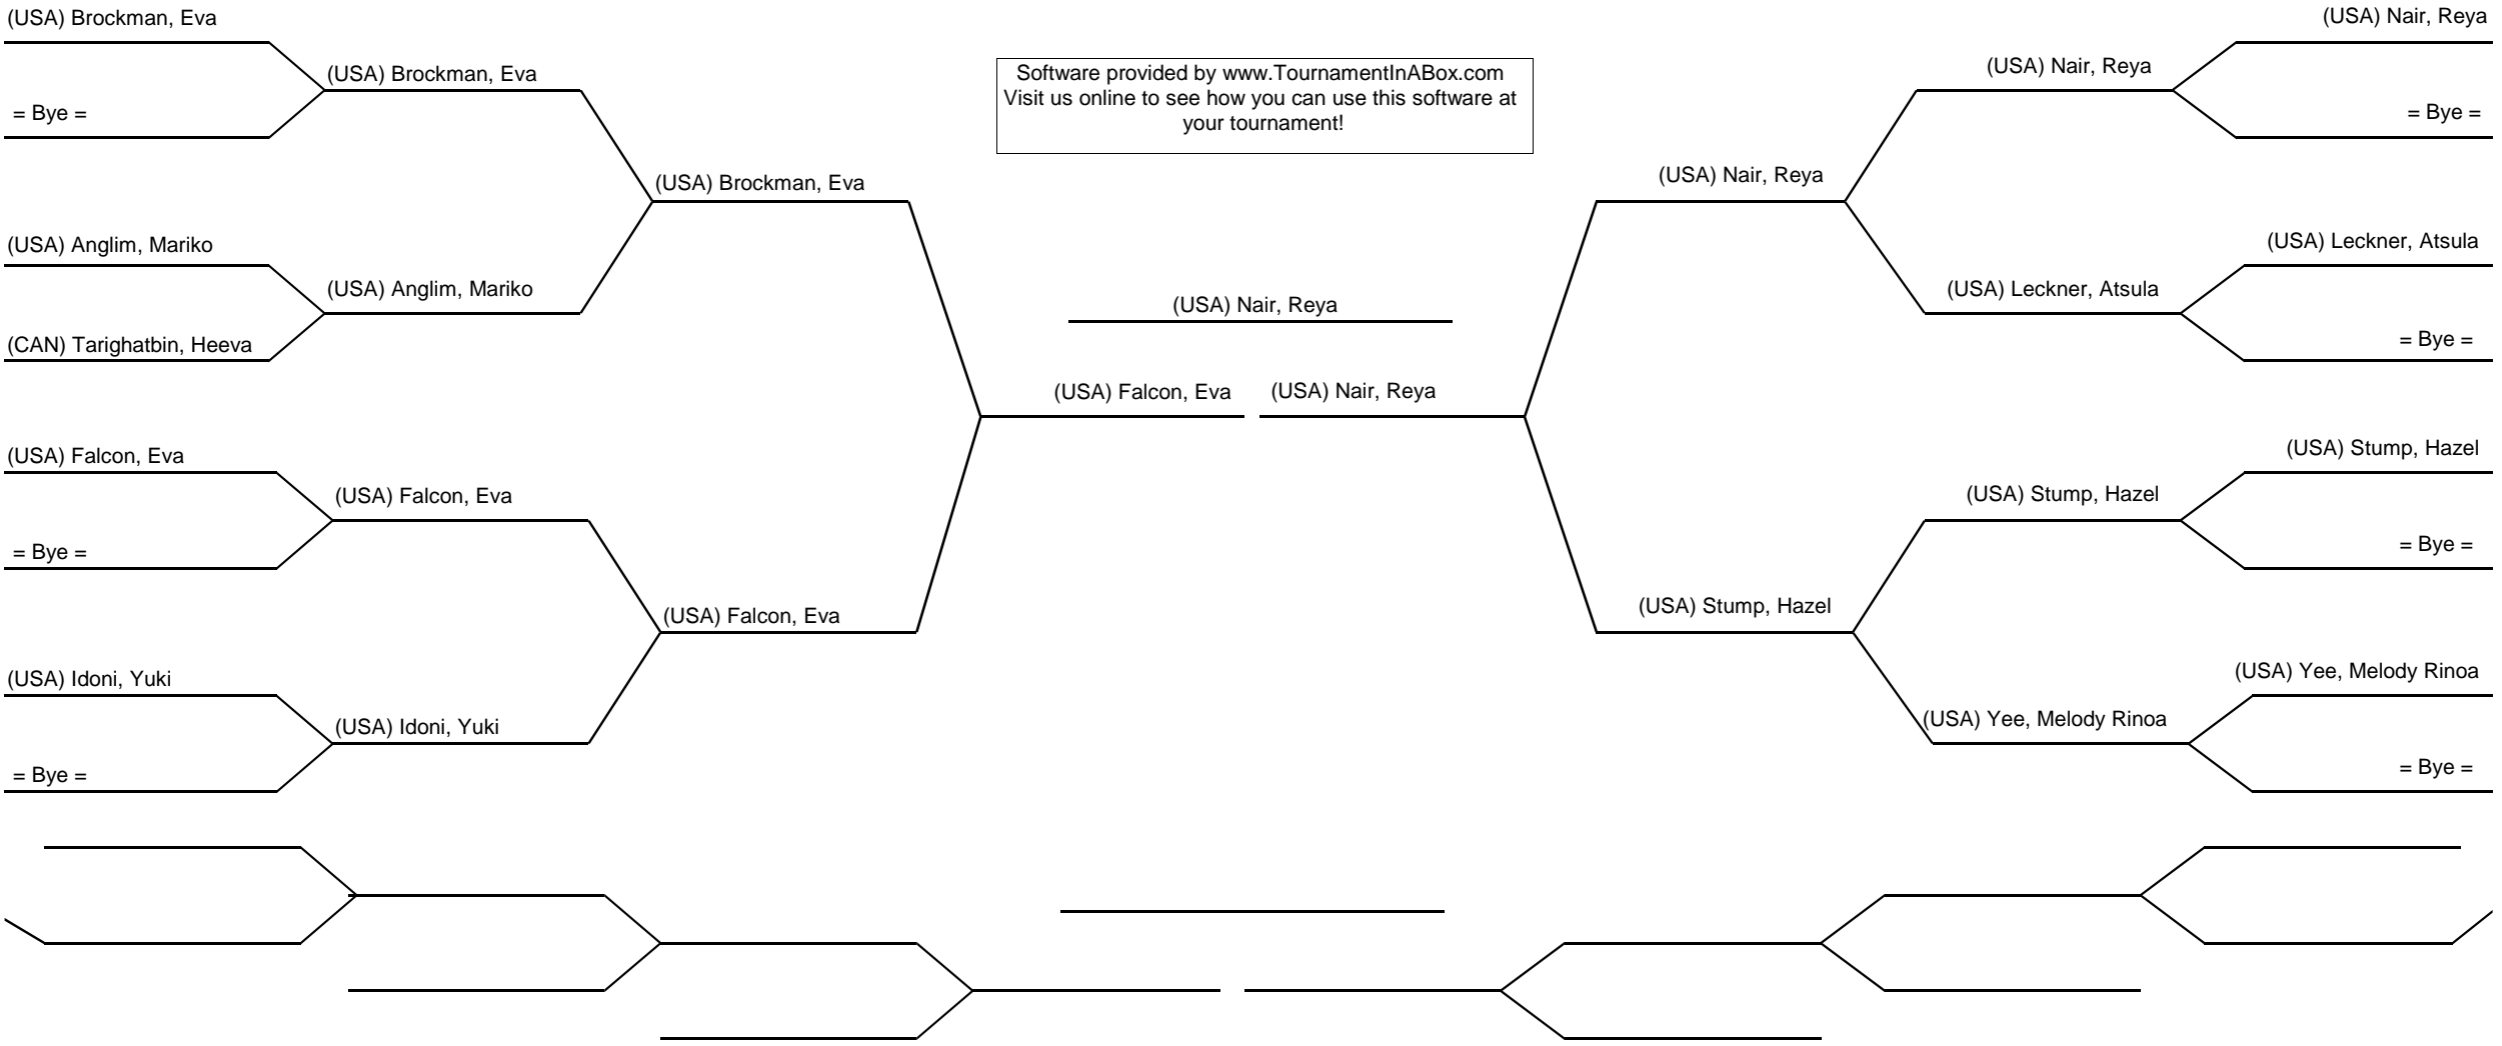 (USA) Brockman, Eva
= Bye =
(USA) Anglim, Mariko
(CAN) Tarighatbin, Heeva
(USA) Falcon, Eva
= Bye =
(USA) Idoni, Yuki
= Bye =
(USA) Brockman, Eva
(USA) Anglim, Mariko
(USA) Falcon, Eva
(USA) Idoni, Yuki
(USA) Brockman, Eva
(USA) Falcon, Eva
Software provided by www.TournamentInABox.com
Visit us online to see how you can use this software at
your tournament!
(USA) Nair, Reya
(USA) Falcon, Eva
(USA) Nair, Reya
(USA) Nair, Reya
(USA) Stump, Hazel
(USA) Nair, Reya
(USA) Leckner, Atsula
(USA) Stump, Hazel
(USA) Yee, Melody Rinoa
(USA) Nair, Reya
= Bye =
(USA) Leckner, Atsula
= Bye =
(USA) Stump, Hazel
= Bye =
(USA) Yee, Melody Rinoa
= Bye =